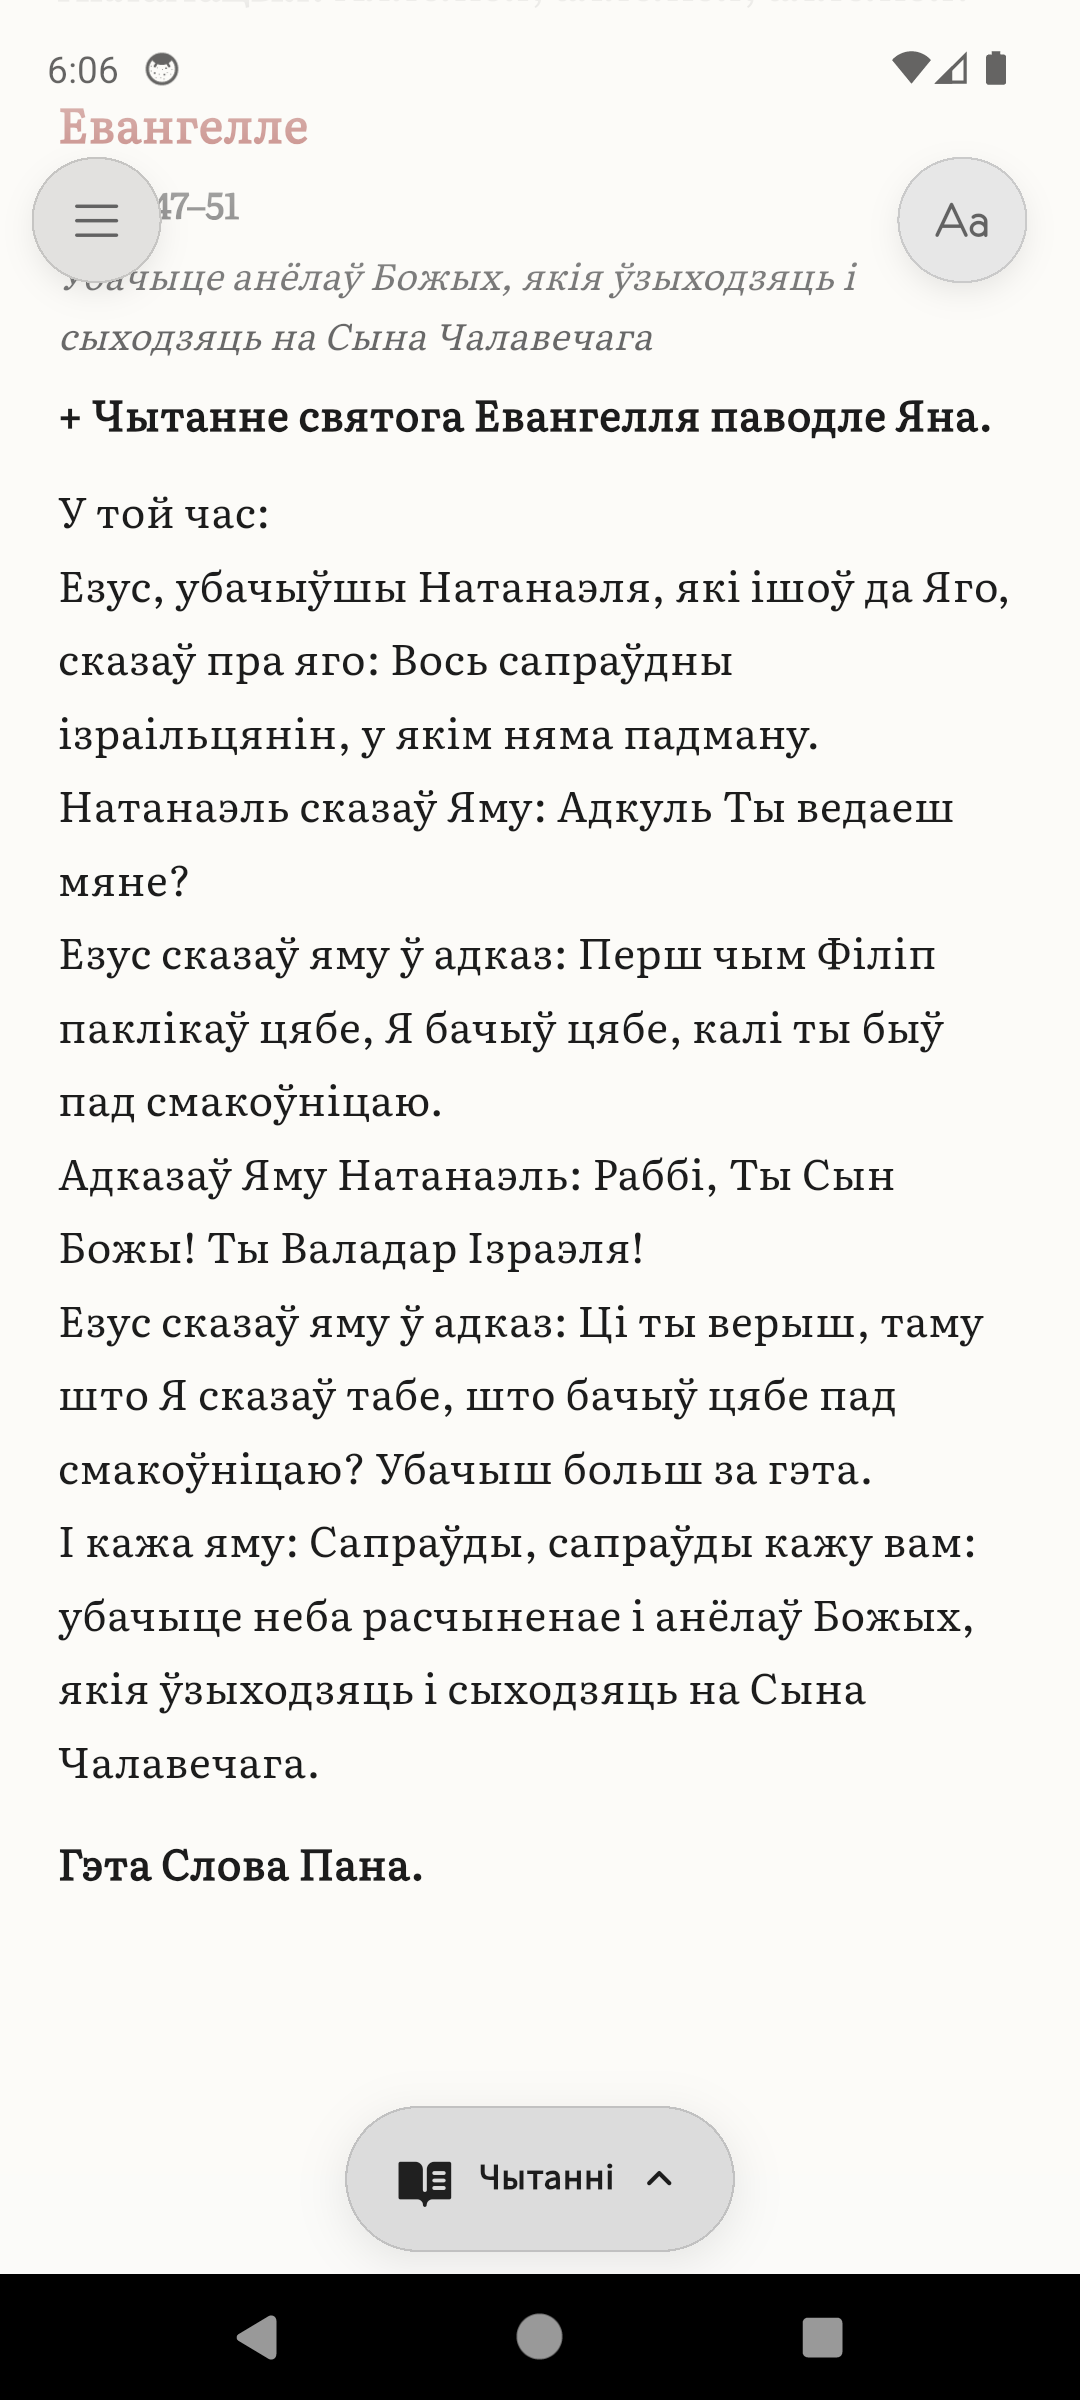 6:06
Евангелле
47–51
Убачыце анёлаў Божых, якія ўзыходзяць і
сыходзяць на Сына Чалавечага
+ Чытанне святога Евангелля паводле Яна.
У той час:
Езус, убачыўшы Натанаэля, які ішоў да Яго,
сказаў пра яго: Вось сапраўдны
ізраільцянін, у якім няма падману.
Натанаэль сказаў Яму: Адкуль Ты ведаеш
мяне?
Езус сказаў яму ў адказ: Перш чым Філіп
паклікаў цябе, Я бачыў цябе, калі ты быў
пад смакоўніцаю.
Адказаў Яму Натанаэль: Раббі, Ты Сын
Божы! Ты Валадар Ізраэля!
Езус сказаў яму ў адказ: Ці ты верыш, таму
што Я сказаў табе, што бачыў цябе пад
смакоўніцаю? Убачыш больш за гэта.
І кажа яму: Сапраўды, сапраўды кажу вам:
убачыце неба расчыненае і анёлаў Божых,
якія ўзыходзяць і сыходзяць на Сына
Чалавечага.
Гэта Слова Пана.
Чытанні
Aa